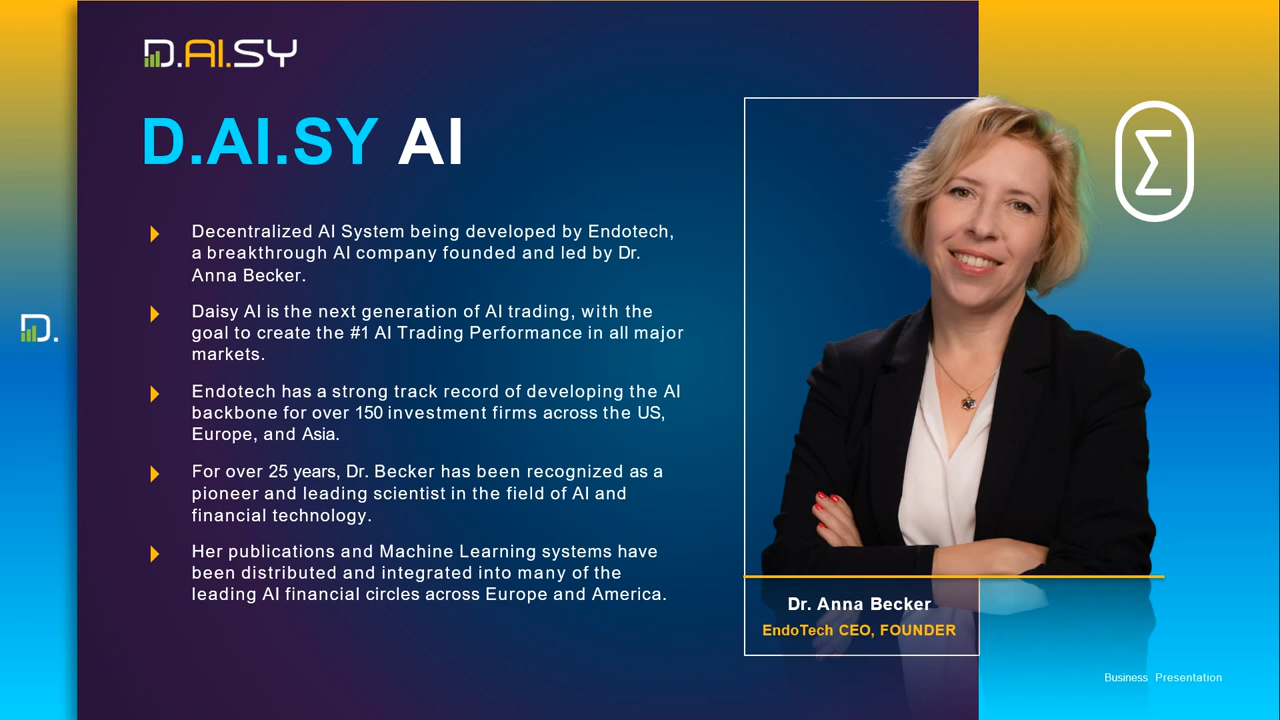 D.AI.SY
D.AI.SY AI
Decentralized AI System being developed by Endotech,
a breakthrough AI company founded and led by Dr.
Anna Becker.
Daisy AI is the next generation of AI trading, with the
goal to create the #1 AI Trading Performance in all major
markets.
Endotech has a strong track record of developing the AI
backbone for over 150 investment firms across the US,
Europe, and Asia.
For over 25 years, Dr. Becker has been recognized as a
pioneer and leading scientist in the field of AI and
financial technology.
Her publications and Machine Learning systems have
been distributed and integrated into many of the
leading AI financial circles across Europe and America.
D.
Σ
Dr. Anna Becker
EndoTech CEO, FOUNDER
Business Presentation